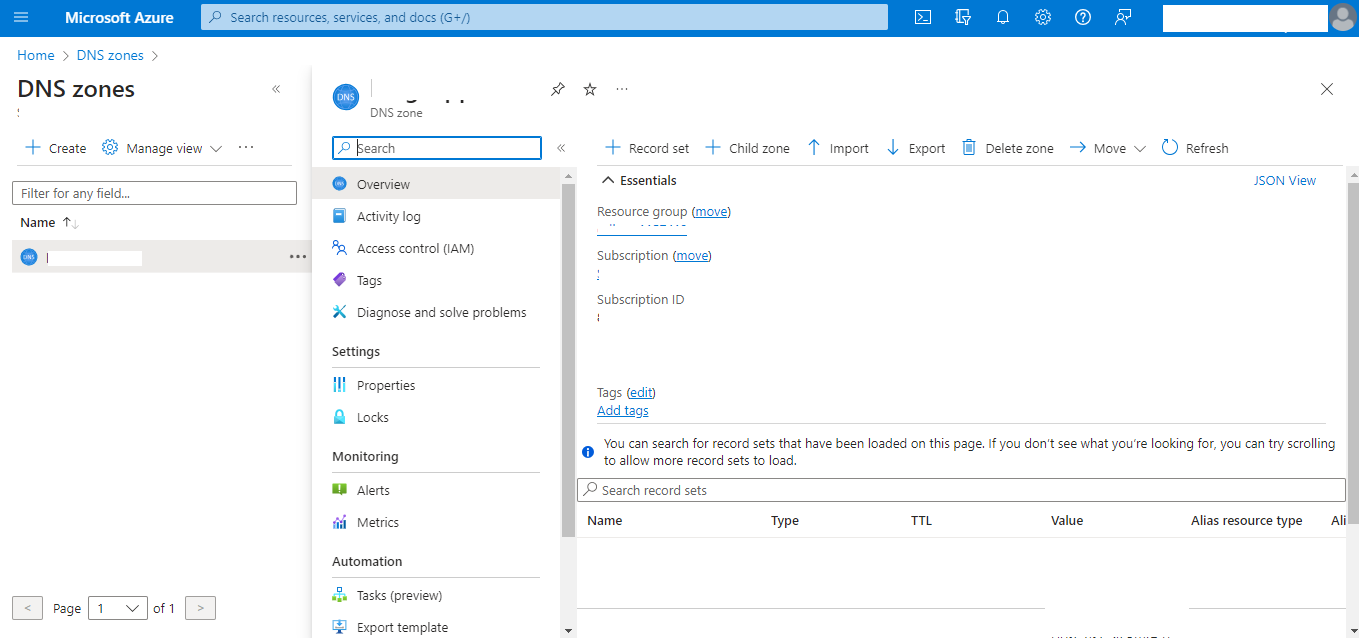 Microsoft Azure
Search resources, services, and docs (G+/)
Home > DNS zones >
DNS zones
«
+ Create
Manage view
...
Filter for any field...
Name ↑↓
DNS
DNS
DNS zone
...
Search
«
DNS Overview
Activity log
Access control (IAM)
Tags
Diagnose and solve problems
Settings
Properties
Locks
Monitoring
Alerts
Metrics
Automation
Tasks (preview)
Export template
+ Record set
+ Child zone
↑ Import
↓ Export
Delete zone
→ Move
Refresh
Essentials
JSON View
Resource group (move)
Subscription (move)
Subscription ID
Tags (edit)
Add tags
You can search for record sets that have been loaded on this page. If you don't see what you're looking for, you can try scrolling
to allow more record sets to load.
Search record sets
Name Type TTL Value Alias resource type Ali
< Page 1 of 1 >